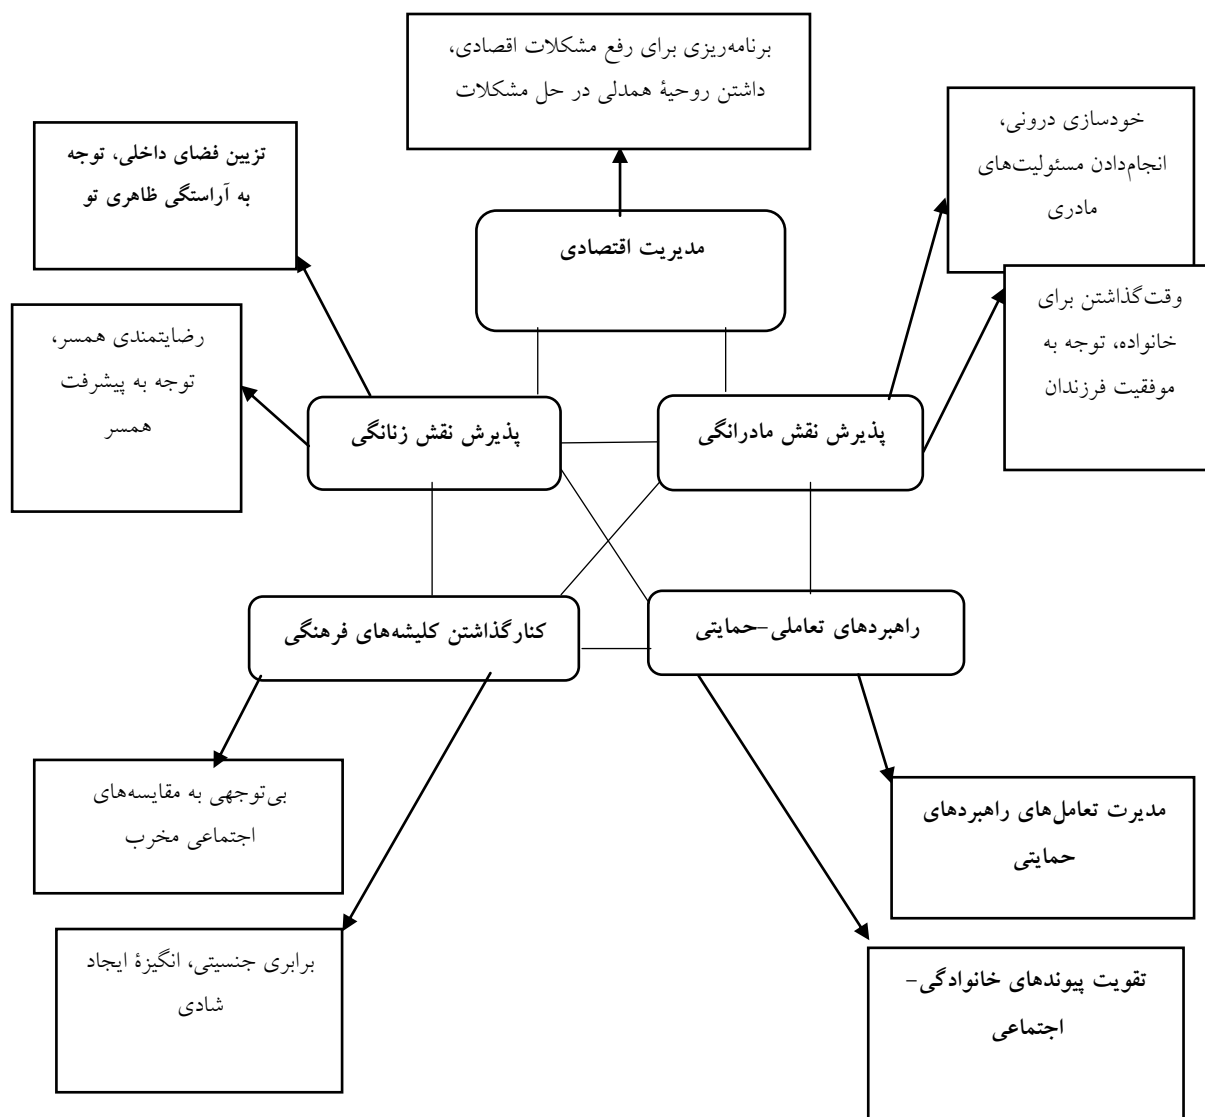 برنامه‌ریزی برای رفع مشکلات اقتصادی،
داشتن روحیهٔ همدلی در حل مشکلات
خودسازی درونی،
انجام‌دادن مسئولیت‌های
مادری
تزیین فضای داخلی، توجه
به آراستگی ظاهری تو
مدیریت اقتصادی
وقت‌گذاشتن برای
خانواده، توجه به
موفقیت فرزندان
رضایتمندی همسر،
توجه به پیشرفت
همسر
پذیرش نقش مادرانگی
پذیرش نقش زنانگی
راهبردهای تعاملی–حمایتی
کنارگذاشتن کلیشه‌های فرهنگی
بی‌توجهی به مقایسه‌های
اجتماعی مخرب
مدیرت تعامل‌های راهبردهای
حمایتی
برابری جنسیتی، انگیزهٔ ایجاد
شادی
تقویت پیوندهای خانوادگی–
اجتماعی